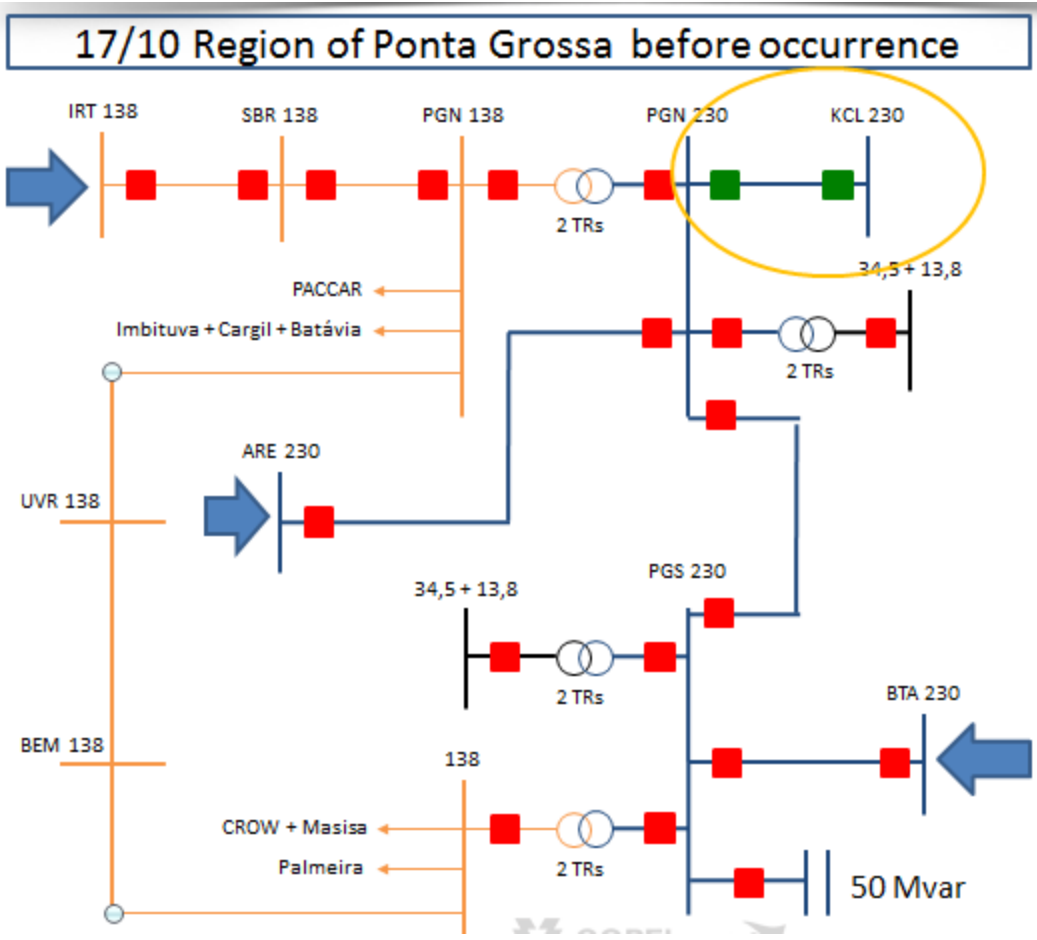 17/10 Region of Ponta Grossa before occurrence
IRT 138
SBR 138
PGN 138
PGN 230
KCL 230
2 TRs
34,5 + 13,8
PACCAR
Imbituva + Cargil + Batávia
2 TRs
ARE 230
UVR 138
PGS 230
34,5 + 13,8
2 TRs
BTA 230
BEM 138
138
CROW + Masisa
Palmeira
2 TRs
50 Mvar
COPEL